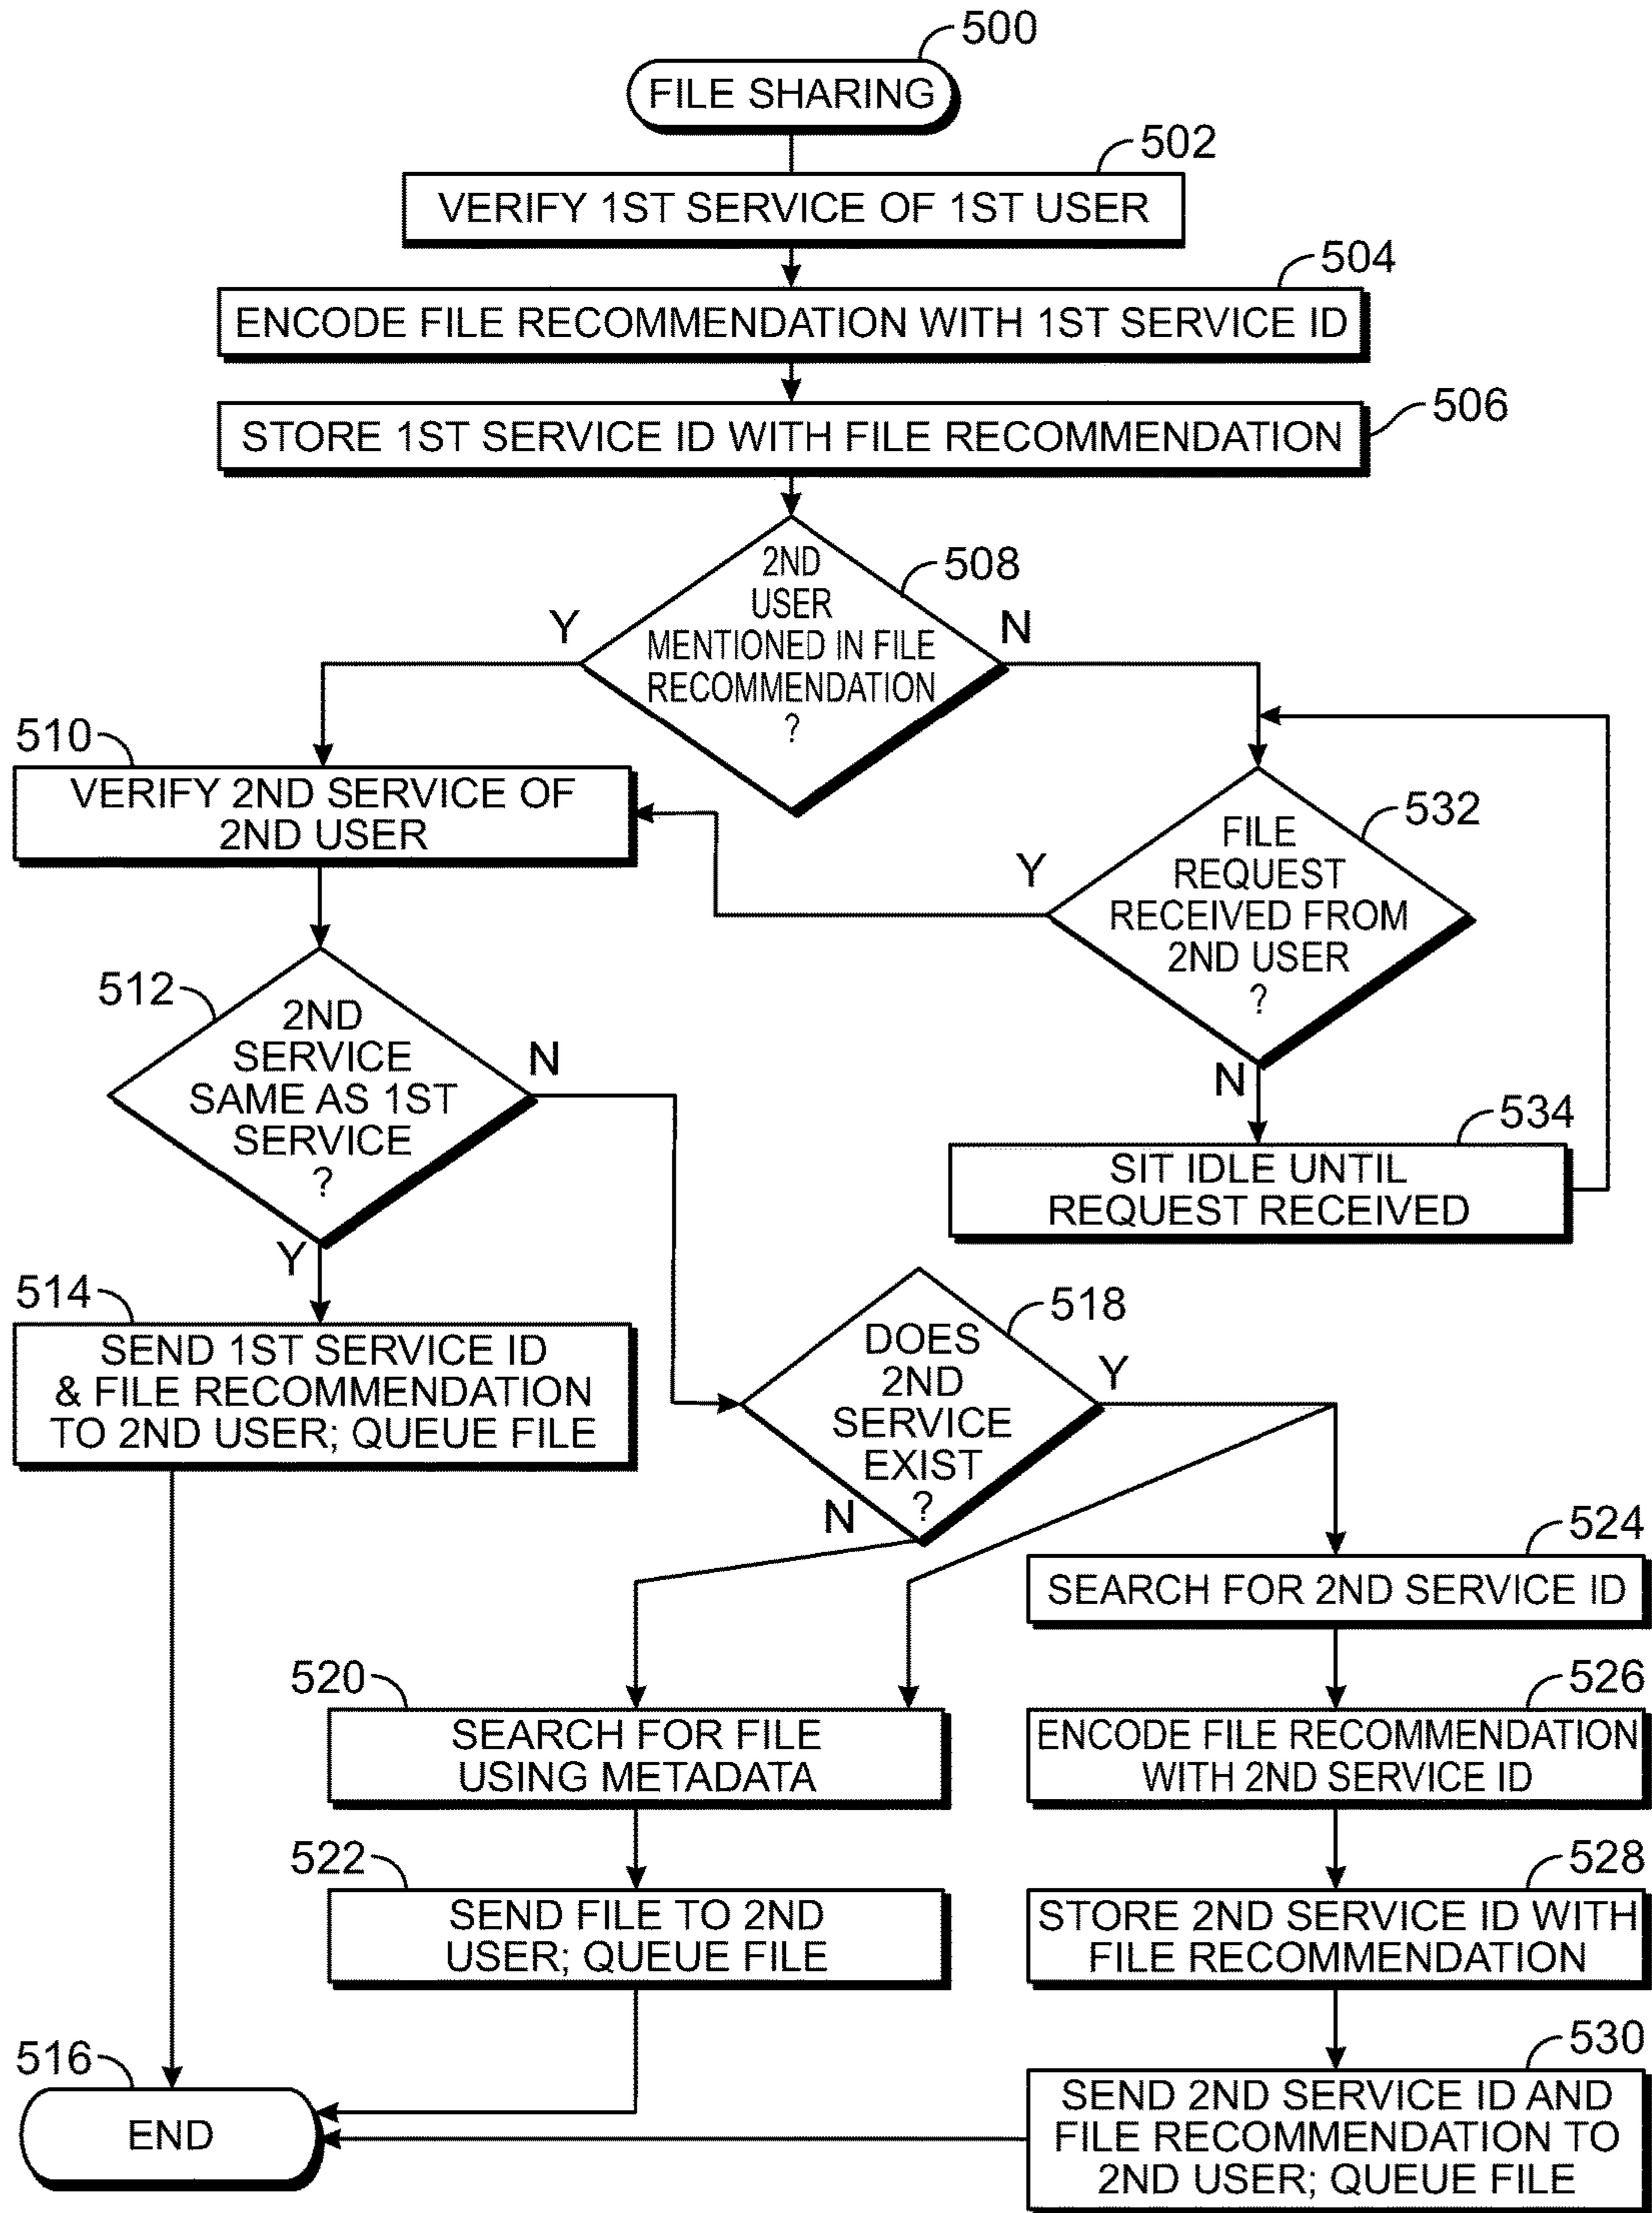 500
FILE SHARING
502
VERIFY 1ST SERVICE OF 1ST USER
504
ENCODE FILE RECOMMENDATION WITH 1ST SERVICE ID
506
STORE 1ST SERVICE ID WITH FILE RECOMMENDATION
508
2ND
USER
MENTIONED IN FILE
RECOMMENDATION
?
Y
N
510
VERIFY 2ND SERVICE OF
2ND USER
532
FILE
REQUEST
RECEIVED FROM
2ND USER
?
Y
N
512
2ND
SERVICE
SAME AS 1ST
SERVICE
?
N
Y
534
SIT IDLE UNTIL
REQUEST RECEIVED
514
SEND 1ST SERVICE ID
& FILE RECOMMENDATION
TO 2ND USER; QUEUE FILE
518
DOES
2ND
SERVICE
EXIST
?
Y
N
524
SEARCH FOR 2ND SERVICE ID
520
SEARCH FOR FILE
USING METADATA
526
ENCODE FILE RECOMMENDATION
WITH 2ND SERVICE ID
522
SEND FILE TO 2ND
USER; QUEUE FILE
528
STORE 2ND SERVICE ID WITH
FILE RECOMMENDATION
516
END
530
SEND 2ND SERVICE ID AND
FILE RECOMMENDATION TO
2ND USER; QUEUE FILE